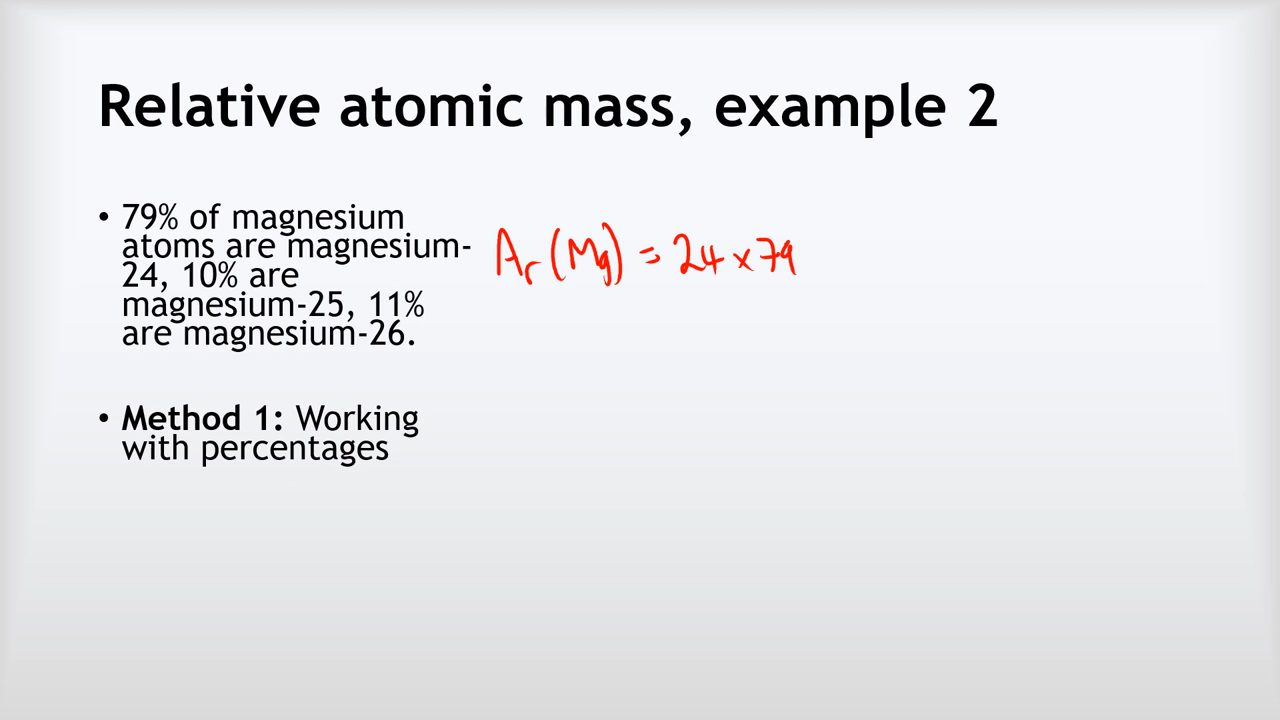 Relative atomic mass, example 2
• 79% of magnesium
atoms are magnesium-
24, 10% are
magnesium-25, 11%
are magnesium-26.
Ar(Mg) = 24 x 79
• Method 1: Working
with percentages